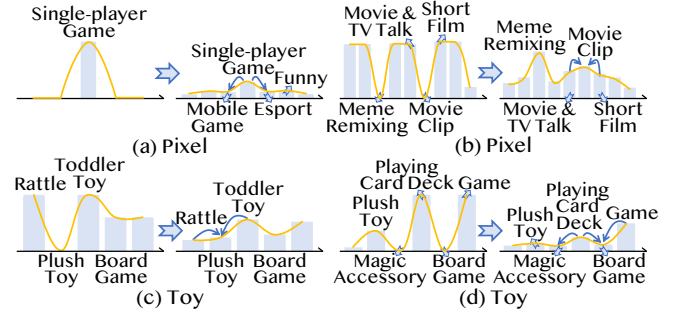 Single-player
Game
Single-player
Game
Funny
Mobile Esport
Game
(a) Pixel
Movie &
TV Talk
Short
Film
Meme
Remixing
Movie
Clip
Meme
Remixing
Movie
Clip
Movie &
TV Talk
Short
Film
(b) Pixel
Rattle
Toddler
Toy
Plush
Toy
Board
Game
Rattle
Toddler
Toy
Plush
Toy
Board
Game
(c) Toy
Plush
Toy
Playing
Card Deck
Game
Magic
Accessory
Board
Game
Plush
Toy
Playing
Card
Deck
Game
Magic
Accessory
Board
Game
(d) Toy